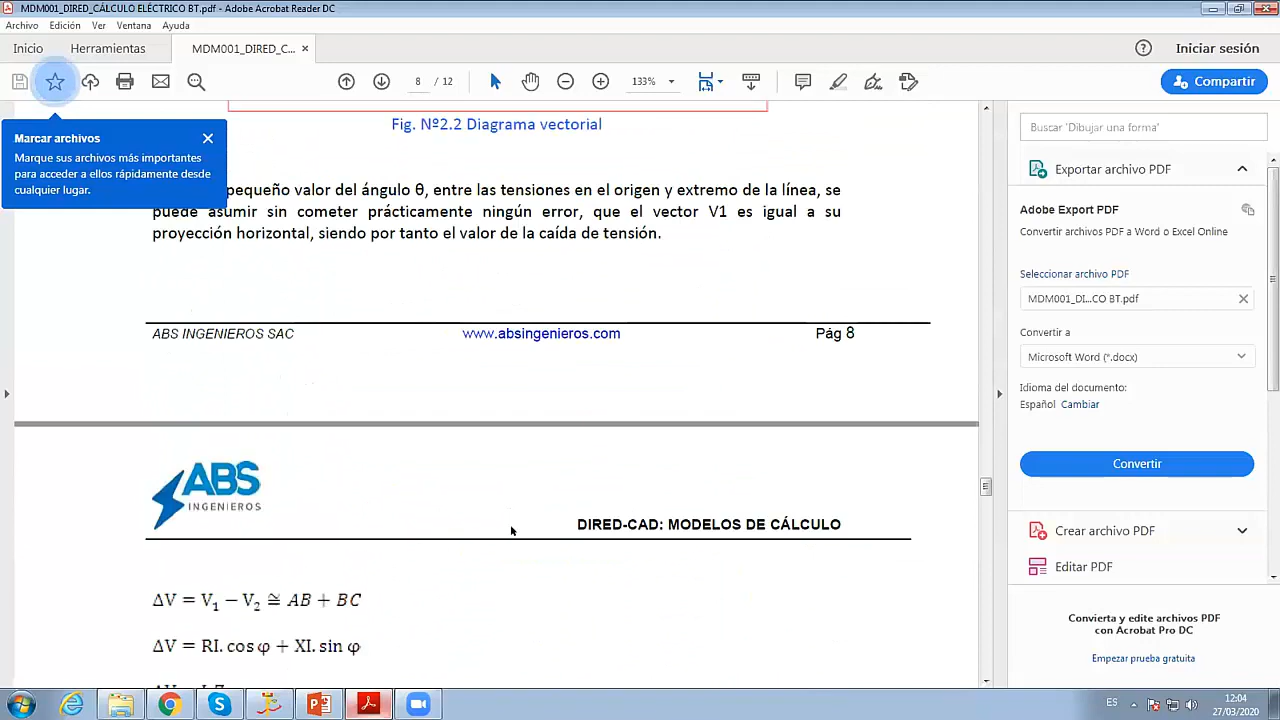 MDM001_DIRED_CÁLCULO ELÉCTRICO BT.pdf - Adobe Acrobat Reader DC
Archivo Edición Ver Ventana Ayuda
Inicio Herramientas MDM001_DIRED_C... × Iniciar sesión
8 / 12 133% Compartir
Marcar archivos
Marque sus archivos más importantes
para acceder a ellos rápidamente desde
cualquier lugar.
Fig. Nº2.2 Diagrama vectorial
pequeño valor del ángulo θ, entre las tensiones en el origen y extremo de la línea, se
puede asumir sin cometer prácticamente ningún error, que el vector V1 es igual a su
proyección horizontal, siendo por tanto el valor de la caída de tensión.
ABS INGENIEROS SAC www.absingenieros.com Pág 8
ABS
INGENIEROS
DIRED-CAD: MODELOS DE CÁLCULO
ΔV = V₁ − V₂ ≅ AB + BC
ΔV = RI. cos φ + XI. sin φ
Buscar 'Dibujar una forma'
Exportar archivo PDF
Adobe Export PDF
Convertir archivos PDF a Word o Excel Online
Seleccionar archivo PDF
MDM001_DI...CO BT.pdf
Convertir a
Microsoft Word (*.docx)
Idioma del documento:
Español Cambiar
Convertir
Crear archivo PDF
Editar PDF
Convierta y edite archivos PDF
con Acrobat Pro DC
Empezar prueba gratuita
ES 12:04
27/03/2020